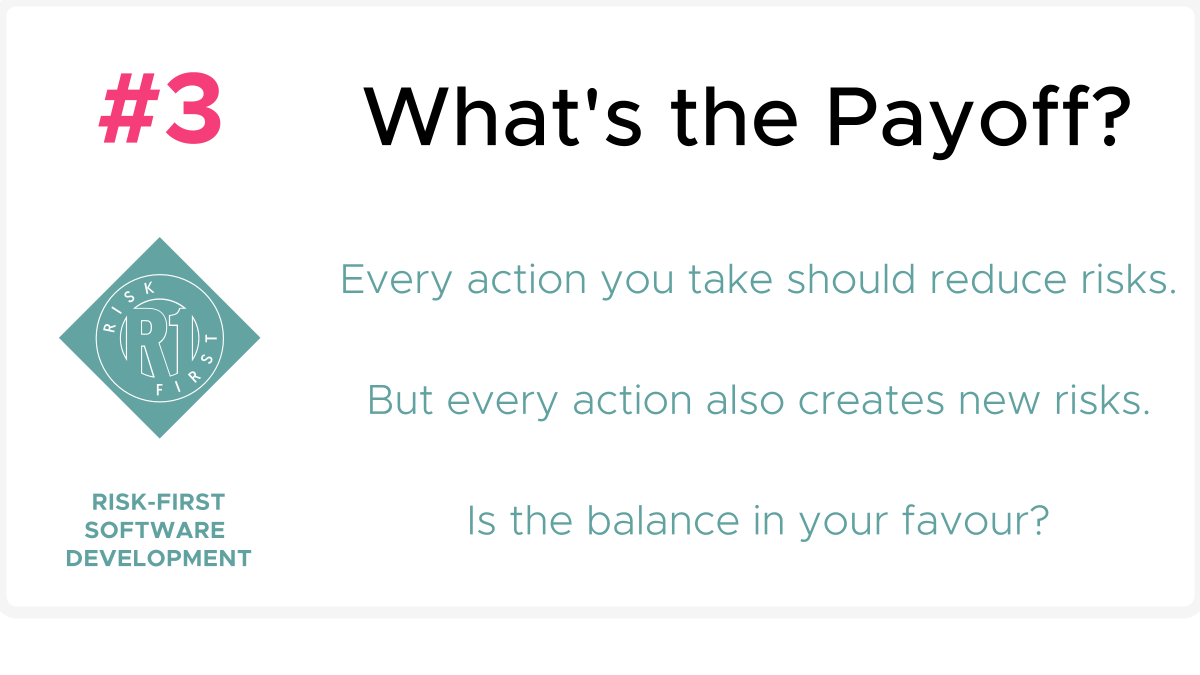 #3
What's the Payoff?
RISK
R1
FIRST
RISK-FIRST
SOFTWARE
DEVELOPMENT
Every action you take should reduce risks.
But every action also creates new risks.
Is the balance in your favour?